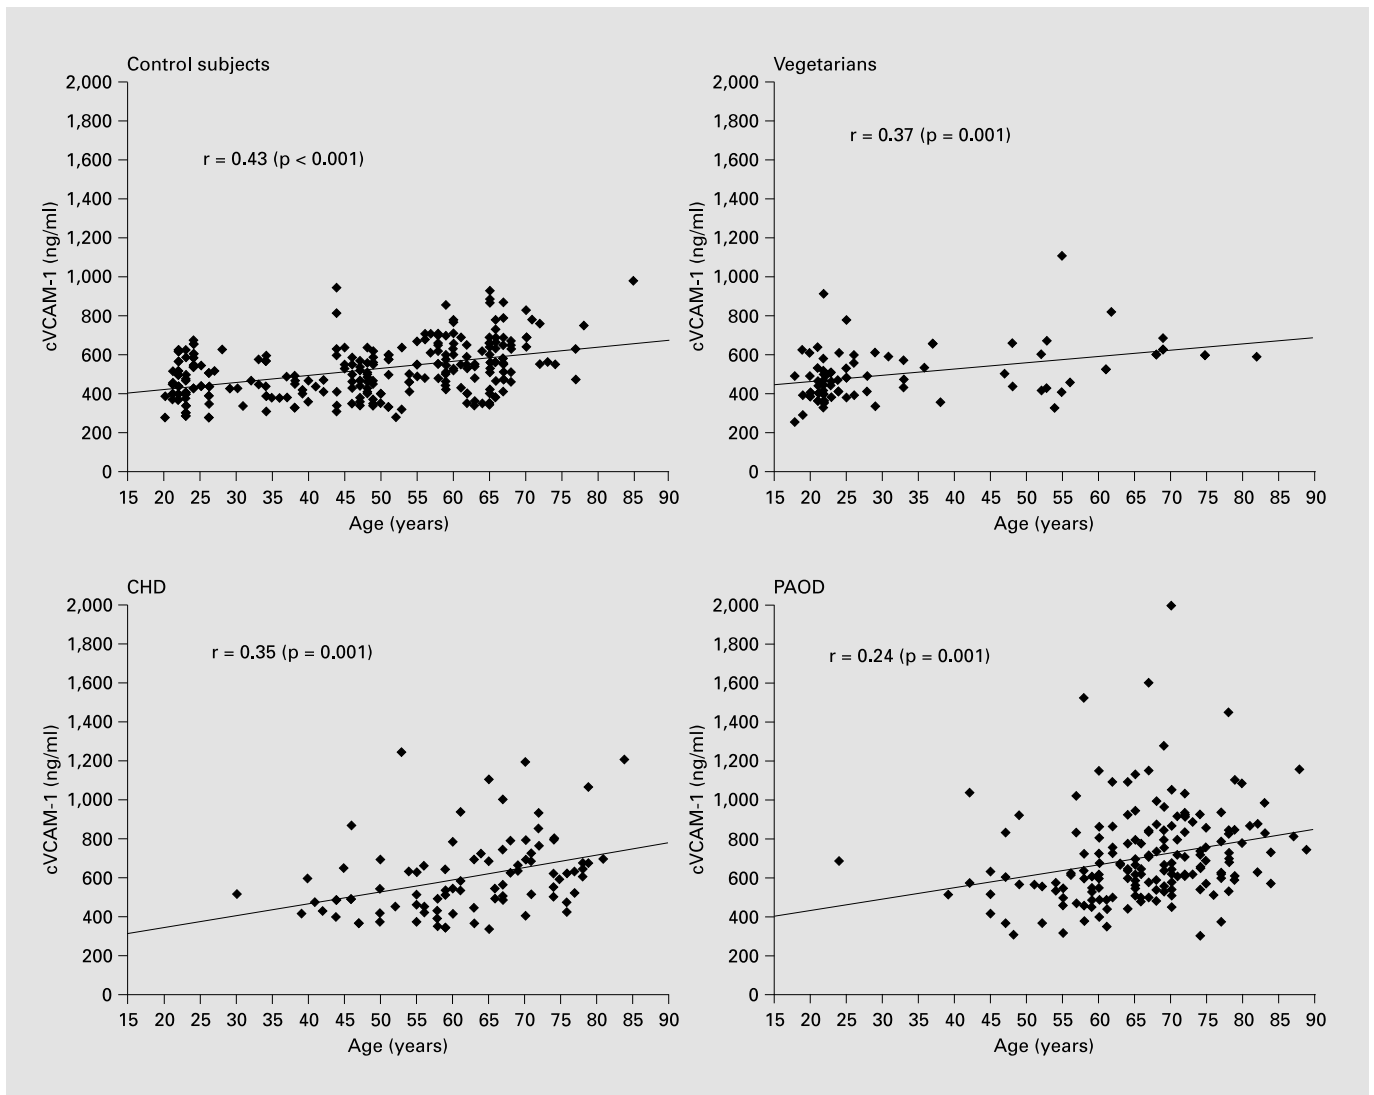 Control subjects
2,000
1,800
1,600
1,400
1,200
1,000
800
600
400
200
0
cVCAM-1 (ng/ml)
r = 0.43 (p < 0.001)
15 20 25 30 35 40 45 50 55 60 65 70 75 80 85 90
Age (years)
Vegetarians
2,000
1,800
1,600
1,400
1,200
1,000
800
600
400
200
0
cVCAM-1 (ng/ml)
r = 0.37 (p = 0.001)
15 20 25 30 35 40 45 50 55 60 65 70 75 80 85 90
Age (years)
CHD
2,000
1,800
1,600
1,400
1,200
1,000
800
600
400
200
0
cVCAM-1 (ng/ml)
r = 0.35 (p = 0.001)
15 20 25 30 35 40 45 50 55 60 65 70 75 80 85 90
Age (years)
PAOD
2,000
1,800
1,600
1,400
1,200
1,000
800
600
400
200
0
cVCAM-1 (ng/ml)
r = 0.24 (p = 0.001)
15 20 25 30 35 40 45 50 55 60 65 70 75 80 85 90
Age (years)